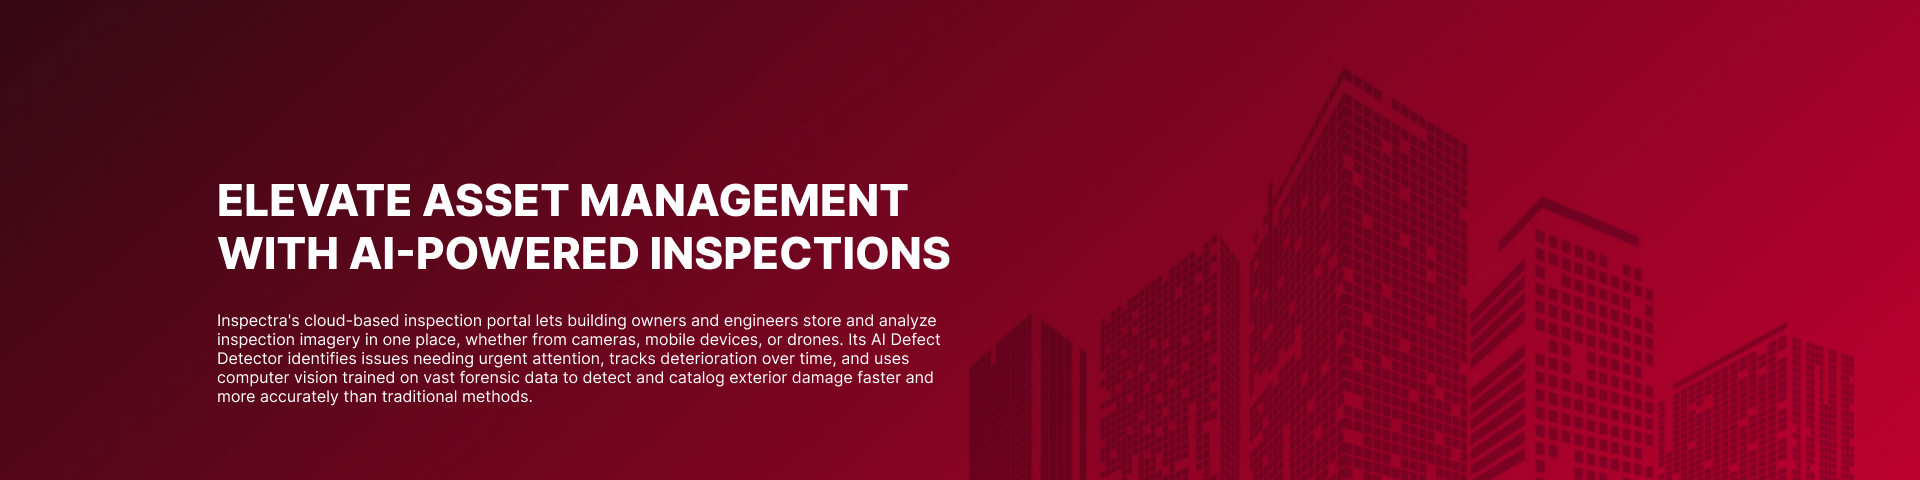 ELEVATE ASSET MANAGEMENT
WITH AI-POWERED INSPECTIONS
Inspectra's cloud-based inspection portal lets building owners and engineers store and analyze
inspection imagery in one place, whether from cameras, mobile devices, or drones. Its AI Defect
Detector identifies issues needing urgent attention, tracks deterioration over time, and uses
computer vision trained on vast forensic data to detect and catalog exterior damage faster and
more accurately than traditional methods.